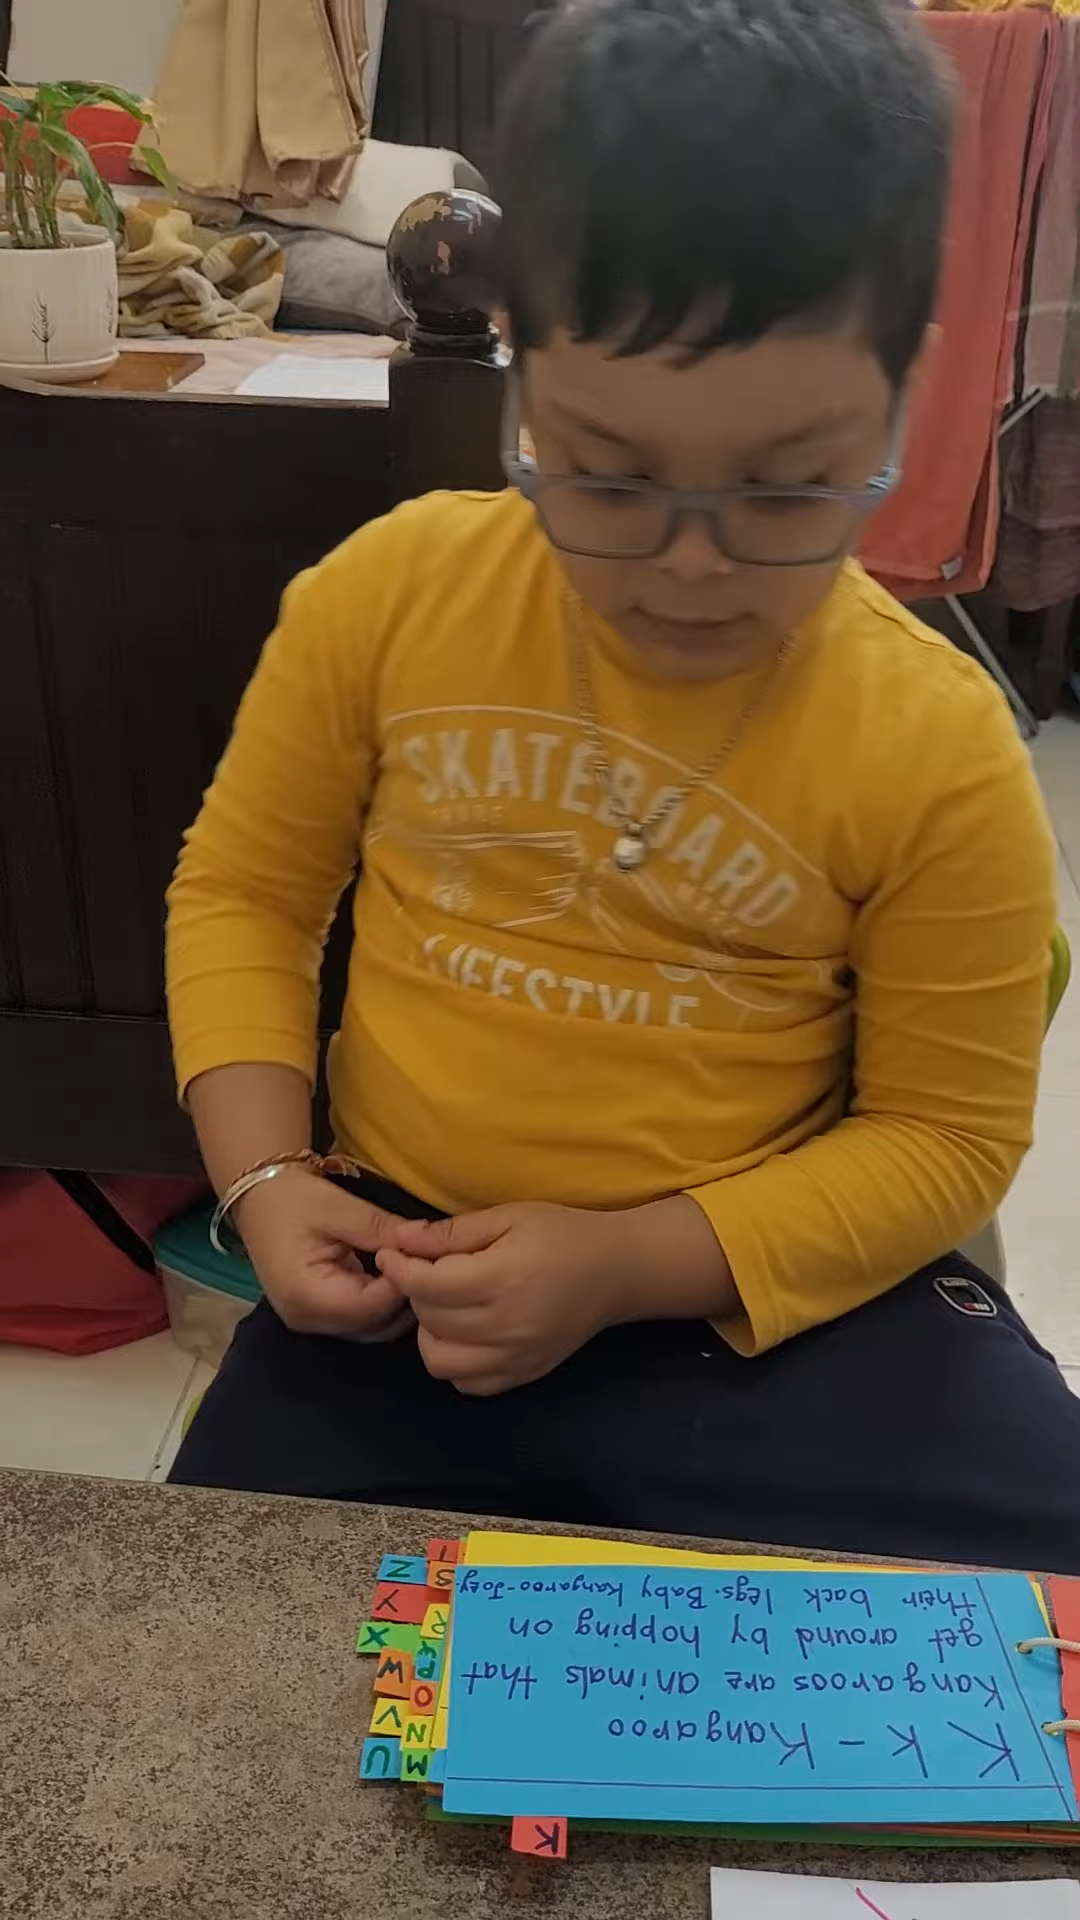 SKATEBOARD
LIFESTYLE
K k - Kangaroo
Kangaroos are animals that
get around by hopping on
their back legs. Baby Kangaroo-Joey.
K
U
V
W
X
Y
Z
M
N
O
P
R
S
T